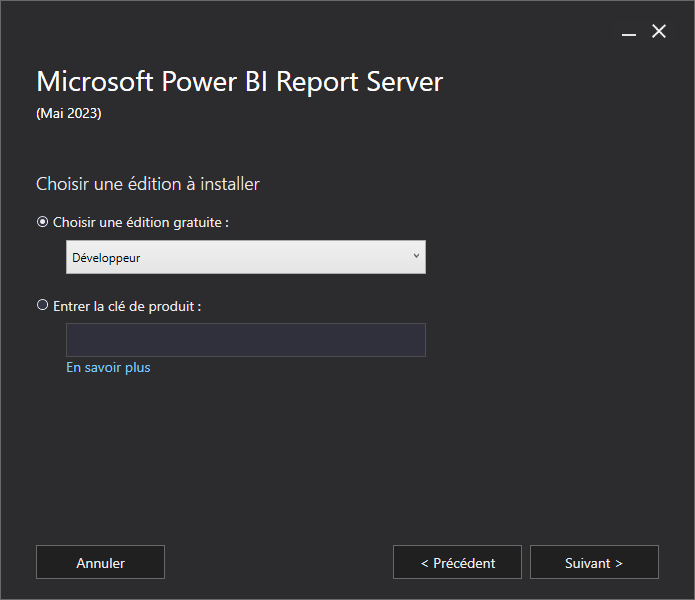 Microsoft Power BI Report Server
(Mai 2023)
Choisir une édition à installer
Choisir une édition gratuite :
Développeur
Entrer la clé de produit :
En savoir plus
Annuler
< Précédent
Suivant >